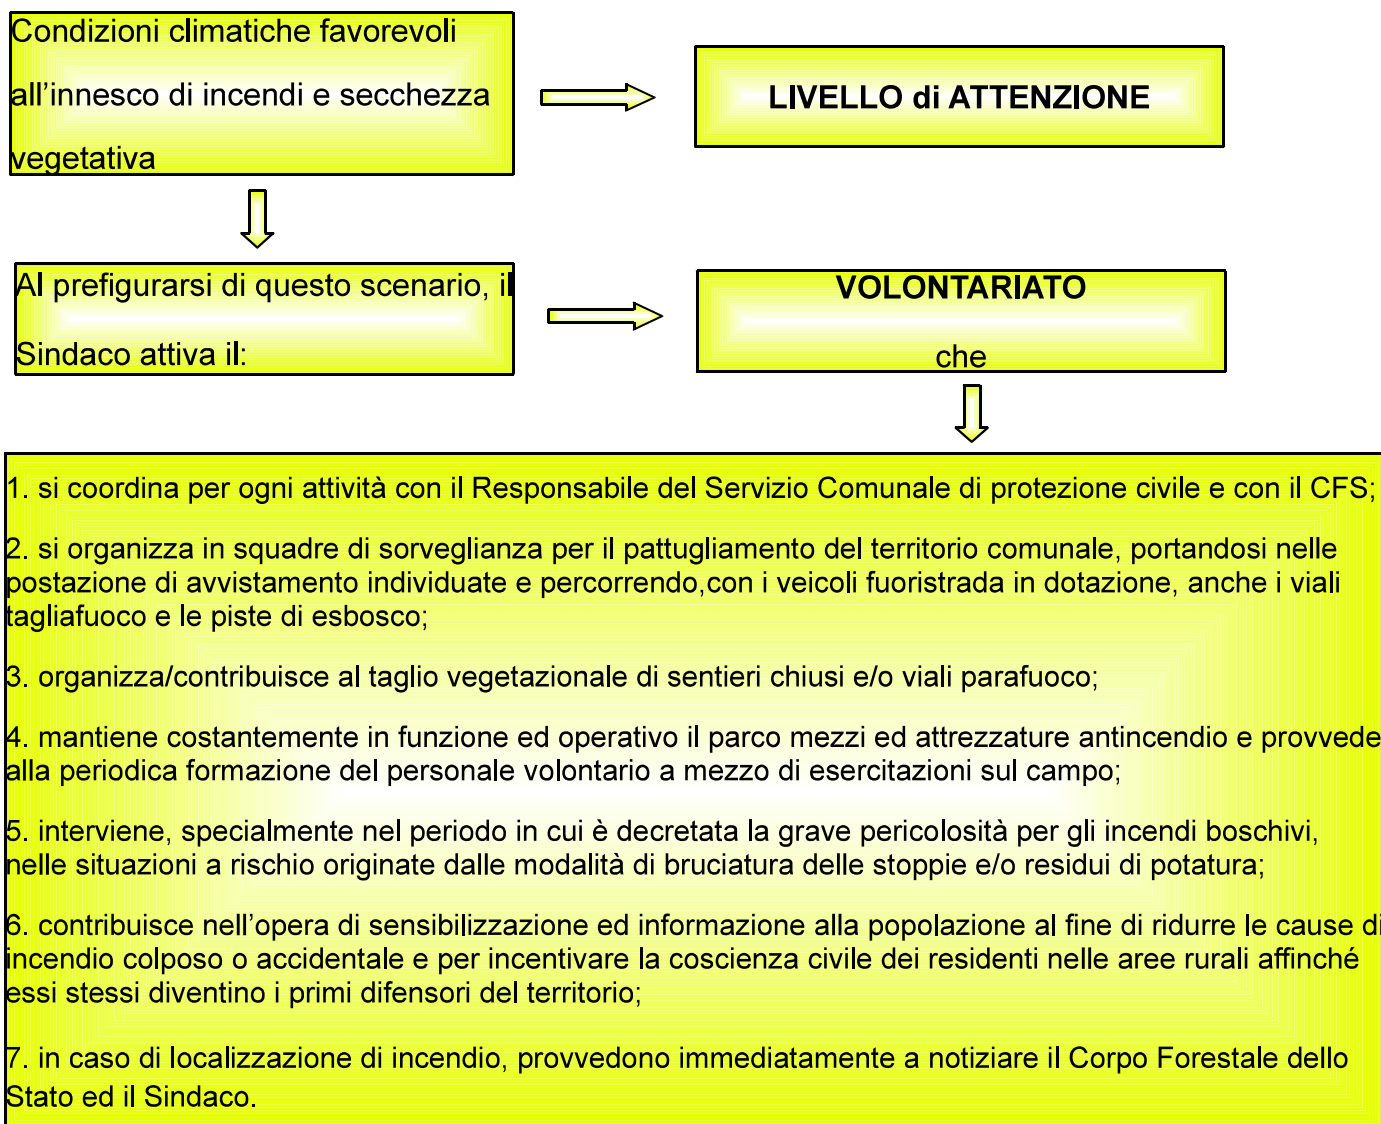 Condizioni climatiche favorevoli
all'innesco di incendi e secchezza
vegetativa
LIVELLO di ATTENZIONE
Al prefigurarsi di questo scenario, il
Sindaco attiva il:
VOLONTARIATO
che
1. si coordina per ogni attività con il Responsabile del Servizio Comunale di protezione civile e con il CFS;
2. si organizza in squadre di sorveglianza per il pattugliamento del territorio comunale, portandosi nelle
postazione di avvistamento individuate e percorrendo,con i veicoli fuoristrada in dotazione, anche i viali
tagliafuoco e le piste di esbosco;
3. organizza/contribuisce al taglio vegetazionale di sentieri chiusi e/o viali parafuoco;
4. mantiene costantemente in funzione ed operativo il parco mezzi ed attrezzature antincendio e provvede
alla periodica formazione del personale volontario a mezzo di esercitazioni sul campo;
5. interviene, specialmente nel periodo in cui è decretata la grave pericolosità per gli incendi boschivi,
nelle situazioni a rischio originate dalle modalità di bruciatura delle stoppie e/o residui di potatura;
6. contribuisce nell'opera di sensibilizzazione ed informazione alla popolazione al fine di ridurre le cause di
incendio colposo o accidentale e per incentivare la coscienza civile dei residenti nelle aree rurali affinché
essi stessi diventino i primi difensori del territorio;
7. in caso di localizzazione di incendio, provvedono immediatamente a notiziare il Corpo Forestale dello
Stato ed il Sindaco.